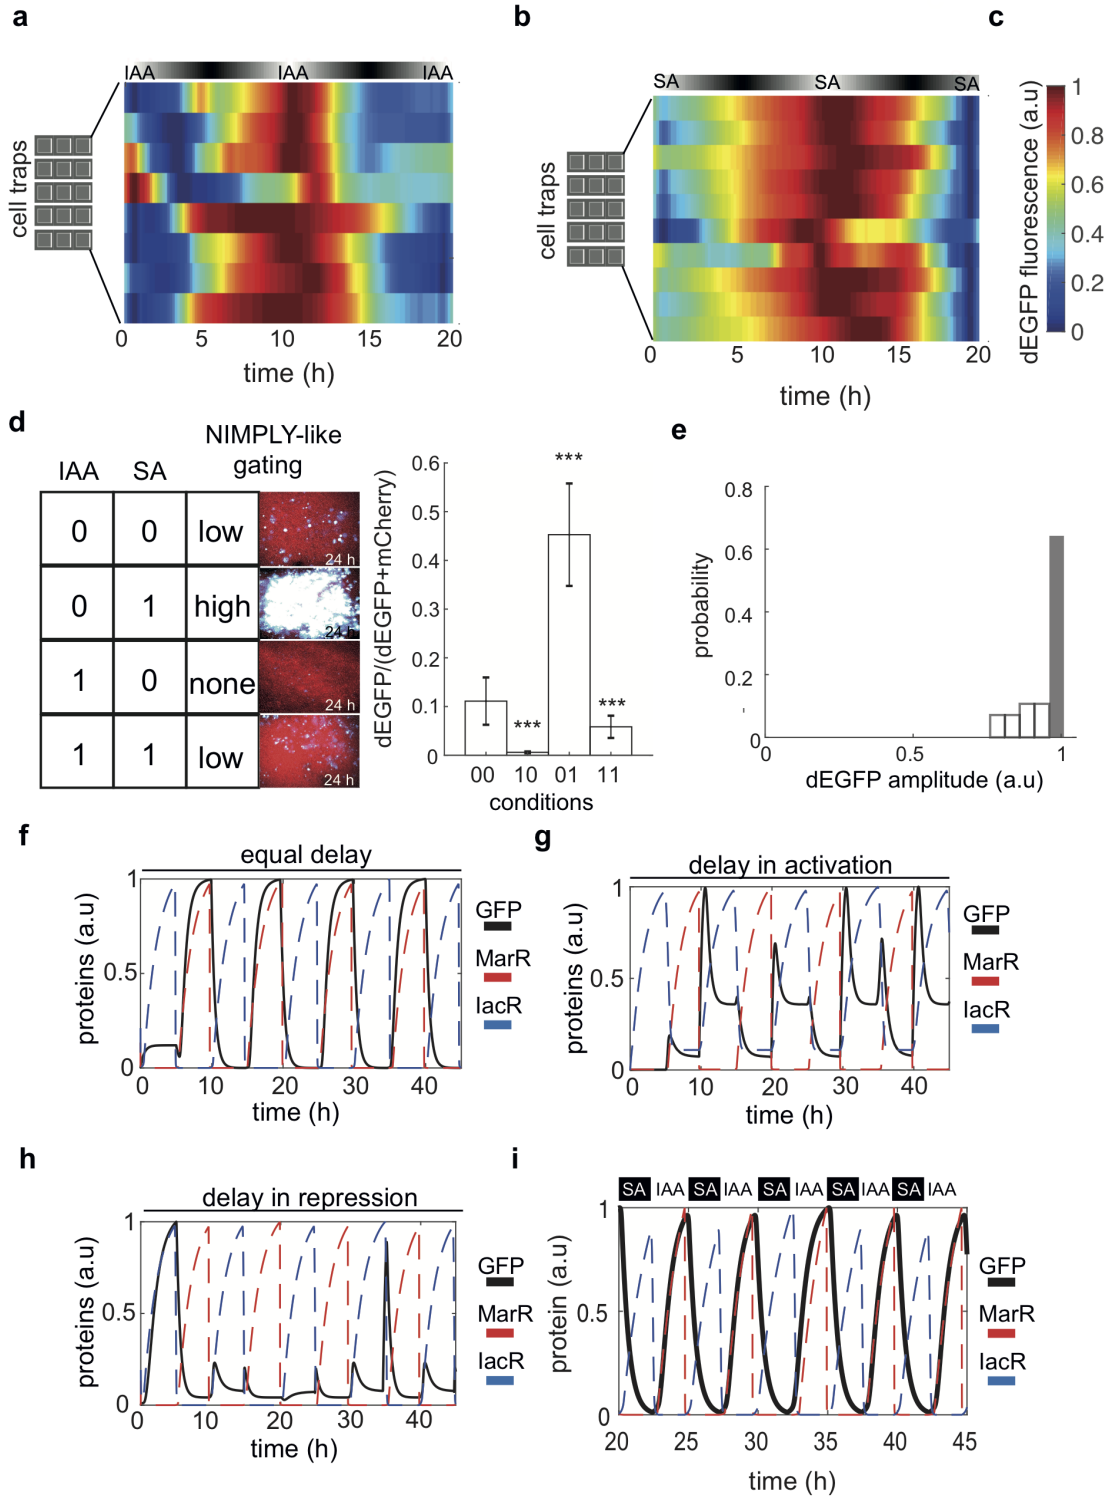 a
IAA IAA IAA
cell traps
0 5 10 15 20
time (h)
b
SA SA SA
cell traps
0 5 10 15 20
time (h)
c
dEGFP fluorescence (a.u)
1
0.8
0.6
0.4
0.2
0
d
NIMPLY-like
gating
IAA SA
0 0 low
24 h
0 1 high
24 h
1 0 none
24 h
1 1 low
24 h
dEGFP/(dEGFP+mCherry)
0.6
0.5
0.4
0.3
0.2
0.1
0
***
***
***
00 10 01 11
conditions
e
probability
0.8
0.6
0.4
0.2
0
0 0.5 1
dEGFP amplitude (a.u)
f
equal delay
proteins (a.u)
1
0.5
0
0 10 20 30 40
time (h)
GFP
MarR
IacR
g
delay in activation
proteins (a.u)
1
0.5
0
0 10 20 30 40
time (h)
GFP
MarR
IacR
h
delay in repression
proteins (a.u)
1
0.5
0
0 10 20 30 40
time (h)
GFP
MarR
IacR
i
SA IAA SA IAA SA IAA SA IAA SA IAA
protein (a.u)
1
0.5
0
20 25 30 35 40 45
time (h)
GFP
MarR
IacR